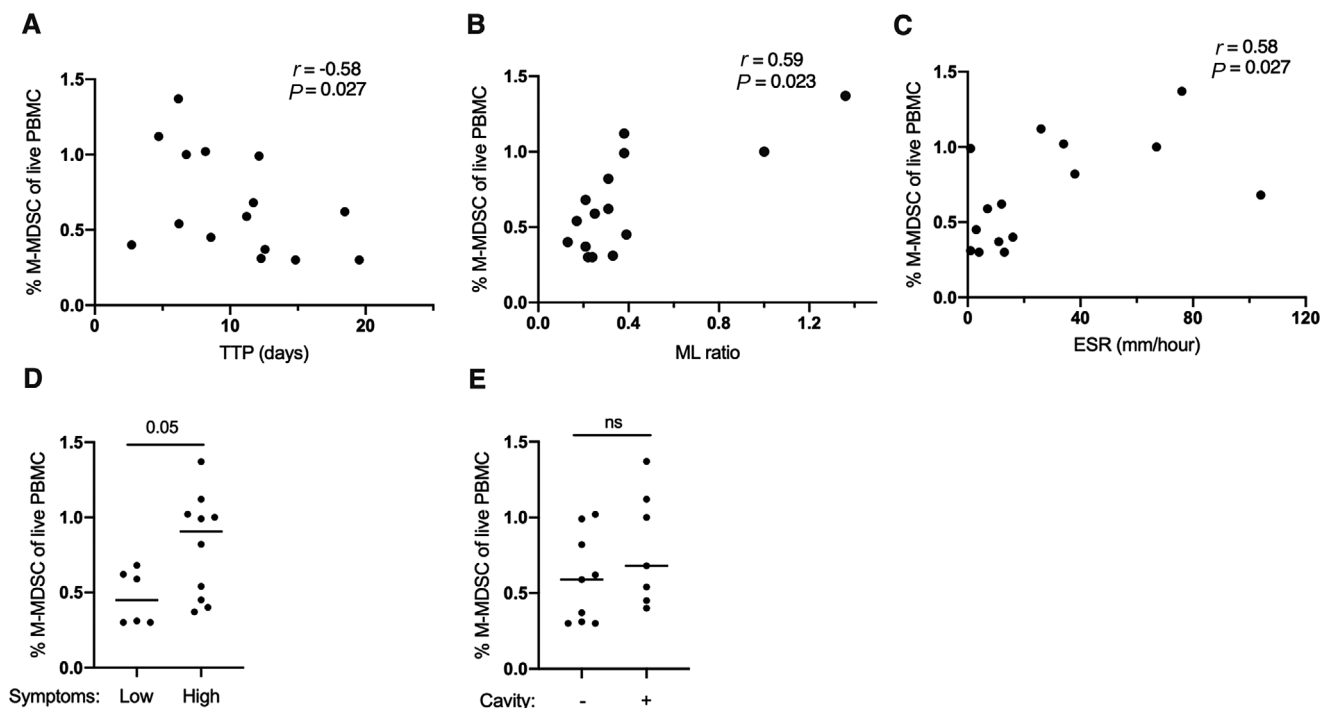 A
r = -0.58
P = 0.027
% M-MDSC of live PBMC
1.5
1.0
0.5
0.0
0 10 20
TTP (days)
B
r = 0.59
P = 0.023
% M-MDSC of live PBMC
1.5
1.0
0.5
0.0
0.0 0.4 0.8 1.2
ML ratio
C
r = 0.58
P = 0.027
% M-MDSC of live PBMC
1.5
1.0
0.5
0.0
0 40 80 120
ESR (mm/hour)
D
0.05
% M-MDSC of live PBMC
1.5
1.0
0.5
0.0
Symptoms: Low High
E
ns
% M-MDSC of live PBMC
1.5
1.0
0.5
0.0
Cavity: - +